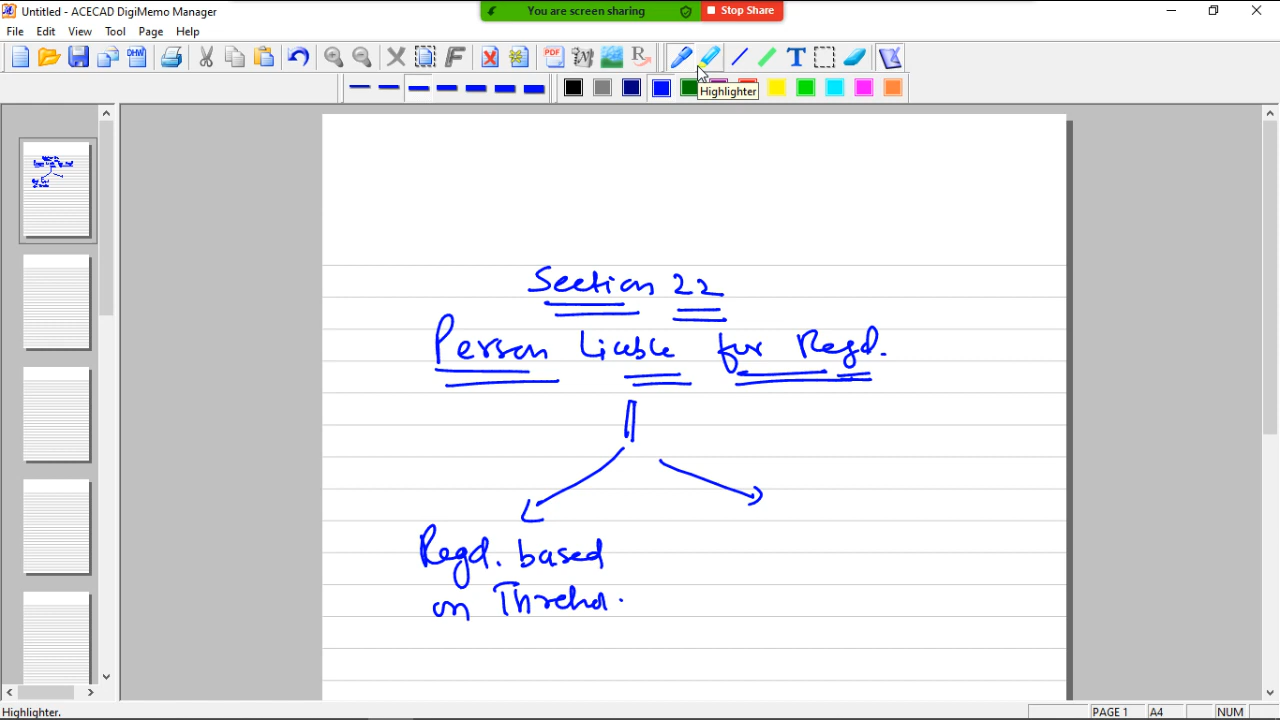 Untitled - ACECAD DigiMemo Manager
You are screen sharing
Stop Share
File Edit View Tool Page Help
Highlighter
Section 22
Person Liable for Regd.
Regd. based
on Threhd.
Highlighter.
PAGE 1 A4 NUM